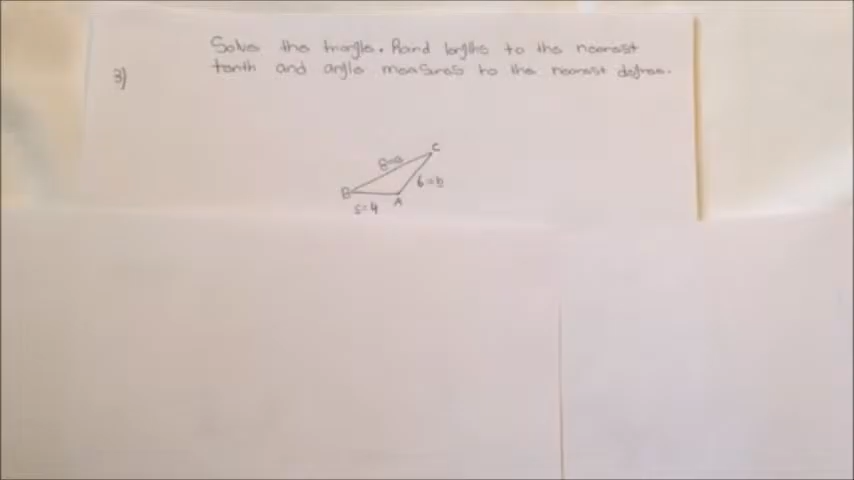 3)
Solve the triangle. Round lengths to the nearest
tenth and angle measures to the nearest degree.
C
8=a
B
6=b
A
c=4